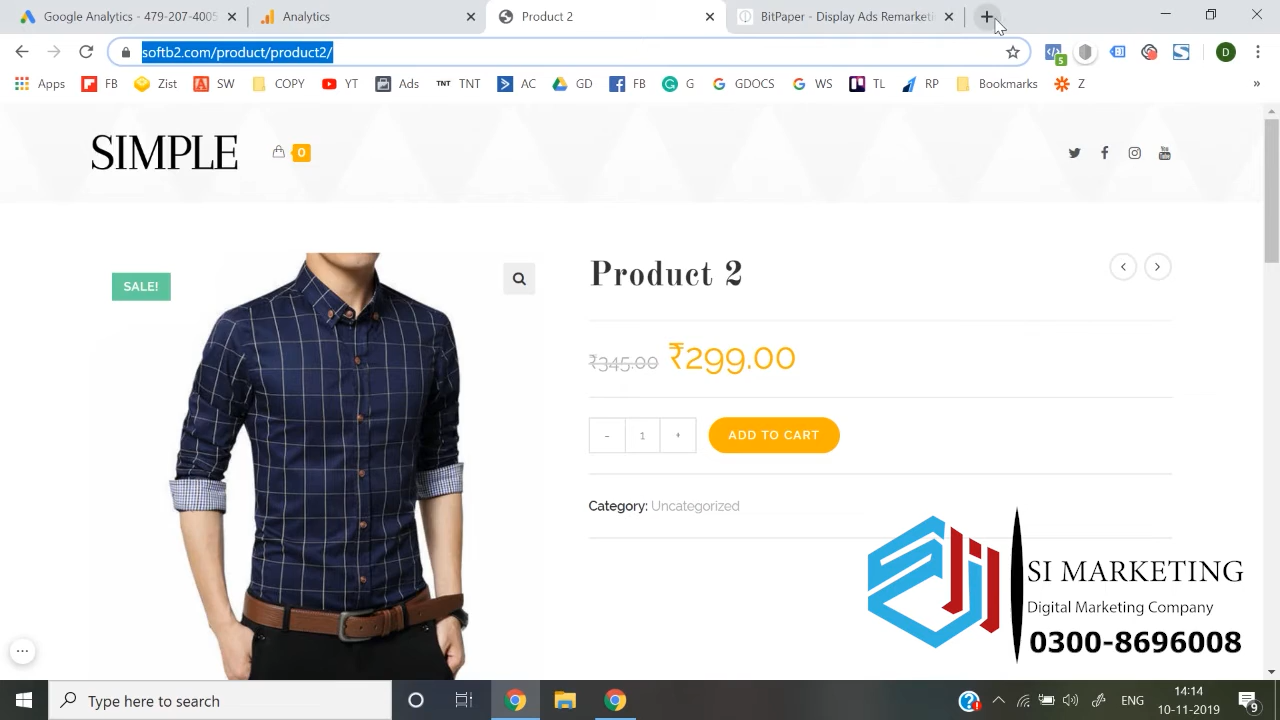 Google Analytics - 479-207-4005
Analytics
Product 2
BitPaper - Display Ads Remarketi
softb2.com/product/product2/
5
D
Apps
FB
Zist
SW
COPY
YT
Ads
TNT TNT
AC
GD
FB
G
GDOCS
WS
TL
RP
Bookmarks
Z
»
SIMPLE
0
SALE!
Product 2
₹345.00 ₹299.00
- 1 +
ADD TO CART
Category: Uncategorized
SI MARKETING
Digital Marketing Company
0300-8696008
Type here to search
ENG
14:14
10-11-2019
9